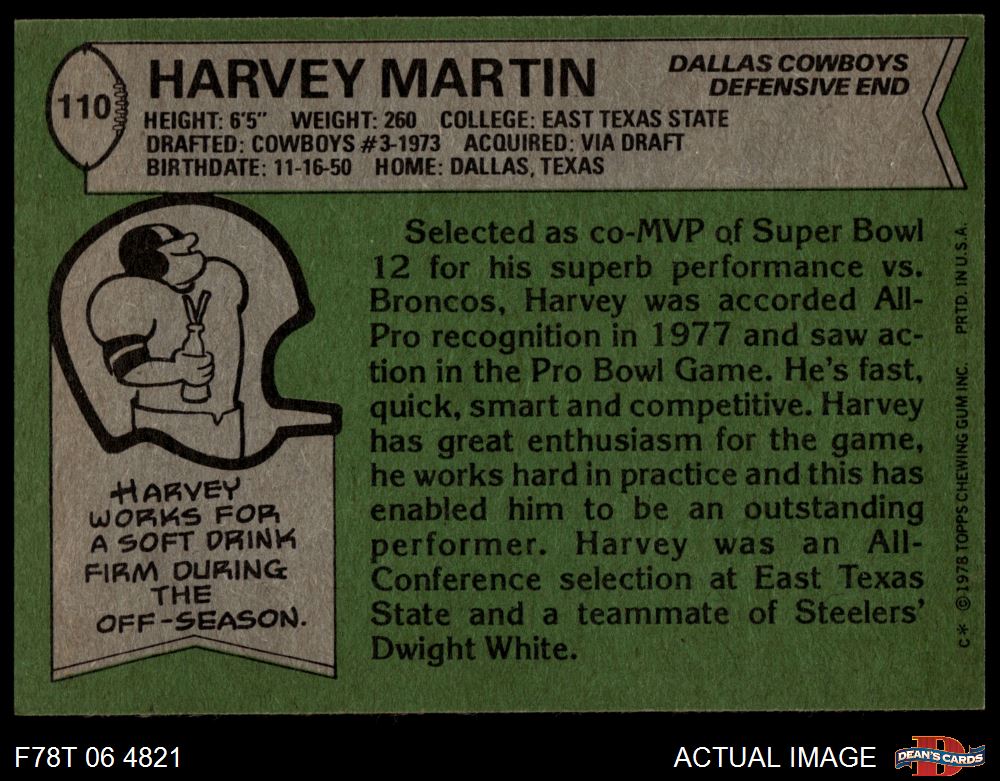 110
HARVEY MARTIN
DALLAS COWBOYS
DEFENSIVE END
HEIGHT: 6'5" WEIGHT: 260 COLLEGE: EAST TEXAS STATE
DRAFTED: COWBOYS #3-1973 ACQUIRED: VIA DRAFT
BIRTHDATE: 11-16-50 HOME: DALLAS, TEXAS
Selected as co-MVP of Super Bowl
12 for his superb performance vs.
Broncos, Harvey was accorded All-
Pro recognition in 1977 and saw ac-
tion in the Pro Bowl Game. He's fast,
quick, smart and competitive. Harvey
has great enthusiasm for the game,
he works hard in practice and this has
enabled him to be an outstanding
performer. Harvey was an All-
Conference selection at East Texas
State and a teammate of Steelers'
Dwight White.
HARVEY
WORKS FOR
A SOFT DRINK
FIRM DURING
THE
OFF-SEASON.
C* © 1978 TOPPS CHEWING GUM INC. PRTD. IN U.S.A.
F78T 06 4821
ACTUAL IMAGE
D
DEAN'S CARDS